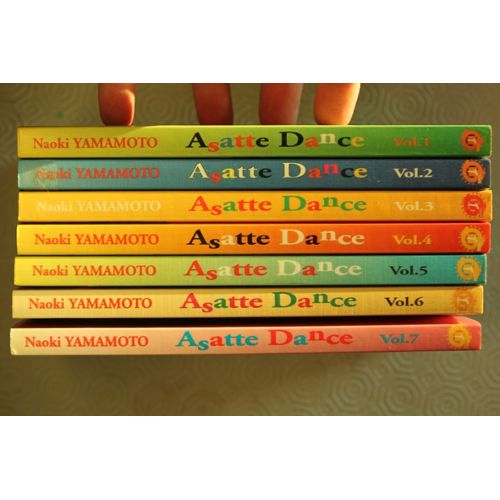 Naoki YAMAMOTO Asatte Dance Vol.1
Naoki YAMAMOTO Asatte Dance Vol.2
Naoki YAMAMOTO Asatte Dance Vol.3
Naoki YAMAMOTO Asatte Dance Vol.4
Naoki YAMAMOTO Asatte Dance Vol.5
Naoki YAMAMOTO Asatte Dance Vol.6
Naoki YAMAMOTO Asatte Dance Vol.7